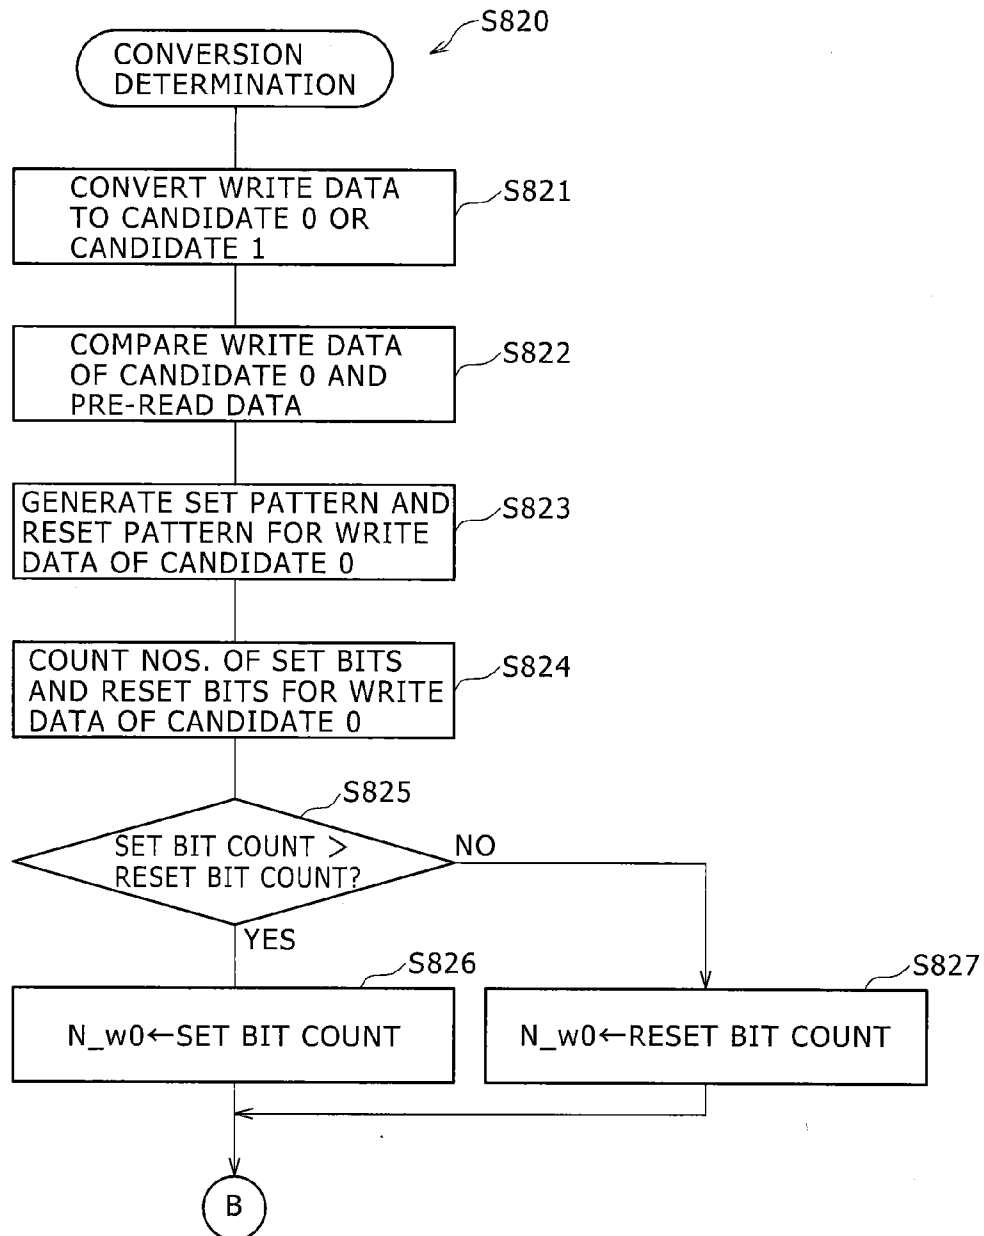 S820
CONVERSION
DETERMINATION
CONVERT WRITE DATA
TO CANDIDATE 0 OR
CANDIDATE 1
S821
COMPARE WRITE DATA
OF CANDIDATE 0 AND
PRE-READ DATA
S822
GENERATE SET PATTERN AND
RESET PATTERN FOR WRITE
DATA OF CANDIDATE 0
S823
COUNT NOS. OF SET BITS
AND RESET BITS FOR WRITE
DATA OF CANDIDATE 0
S824
S825
SET BIT COUNT >
RESET BIT COUNT?
NO
YES
S826
N_w0←SET BIT COUNT
S827
N_w0←RESET BIT COUNT
B